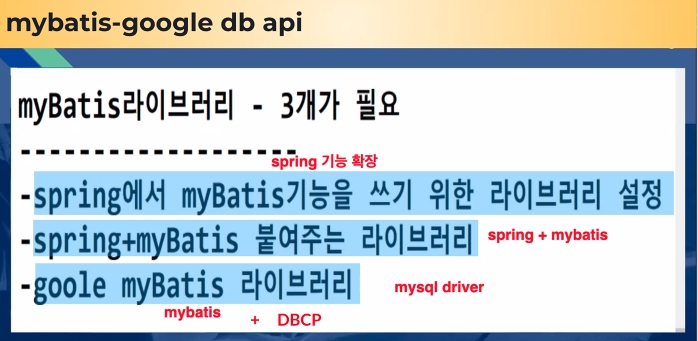 mybatis-google db api
myBatis라이브러리 - 3개가 필요
--------------------
spring 기능 확장
-spring에서 myBatis기능을 쓰기 위한 라이브러리 설정
-spring+myBatis 붙여주는 라이브러리
spring + mybatis
-goole myBatis 라이브러리
mysql driver
mybatis
+ DBCP